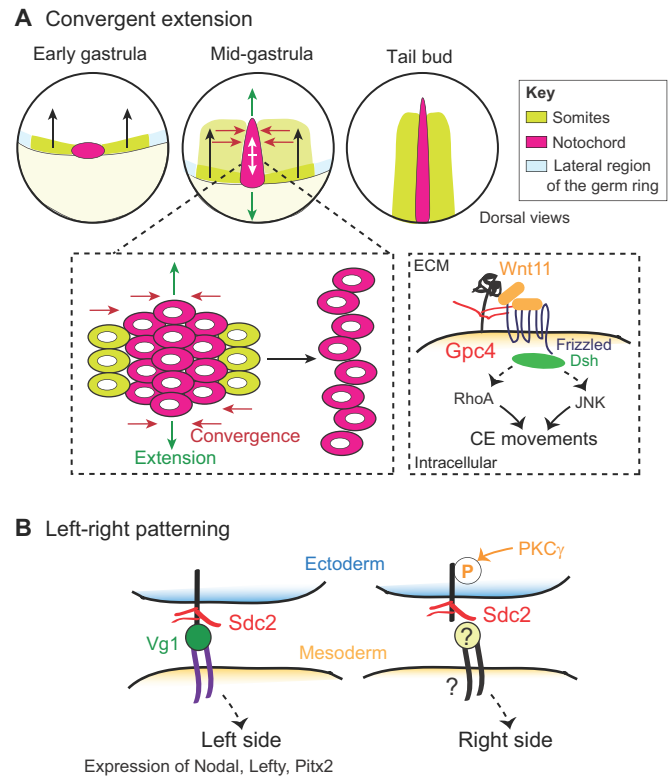 A Convergent extension
Early gastrula
Mid-gastrula
Tail bud
Key
Somites
Notochord
Lateral region
of the germ ring
Dorsal views
Convergence
Extension
ECM
Wnt11
Gpc4
Frizzled
Dsh
RhoA
JNK
CE movements
Intracellular
B Left-right patterning
Ectoderm
Sdc2
Vg1
Mesoderm
Left side
Expression of Nodal, Lefty, Pitx2
P
PKCγ
Sdc2
?
?
Right side